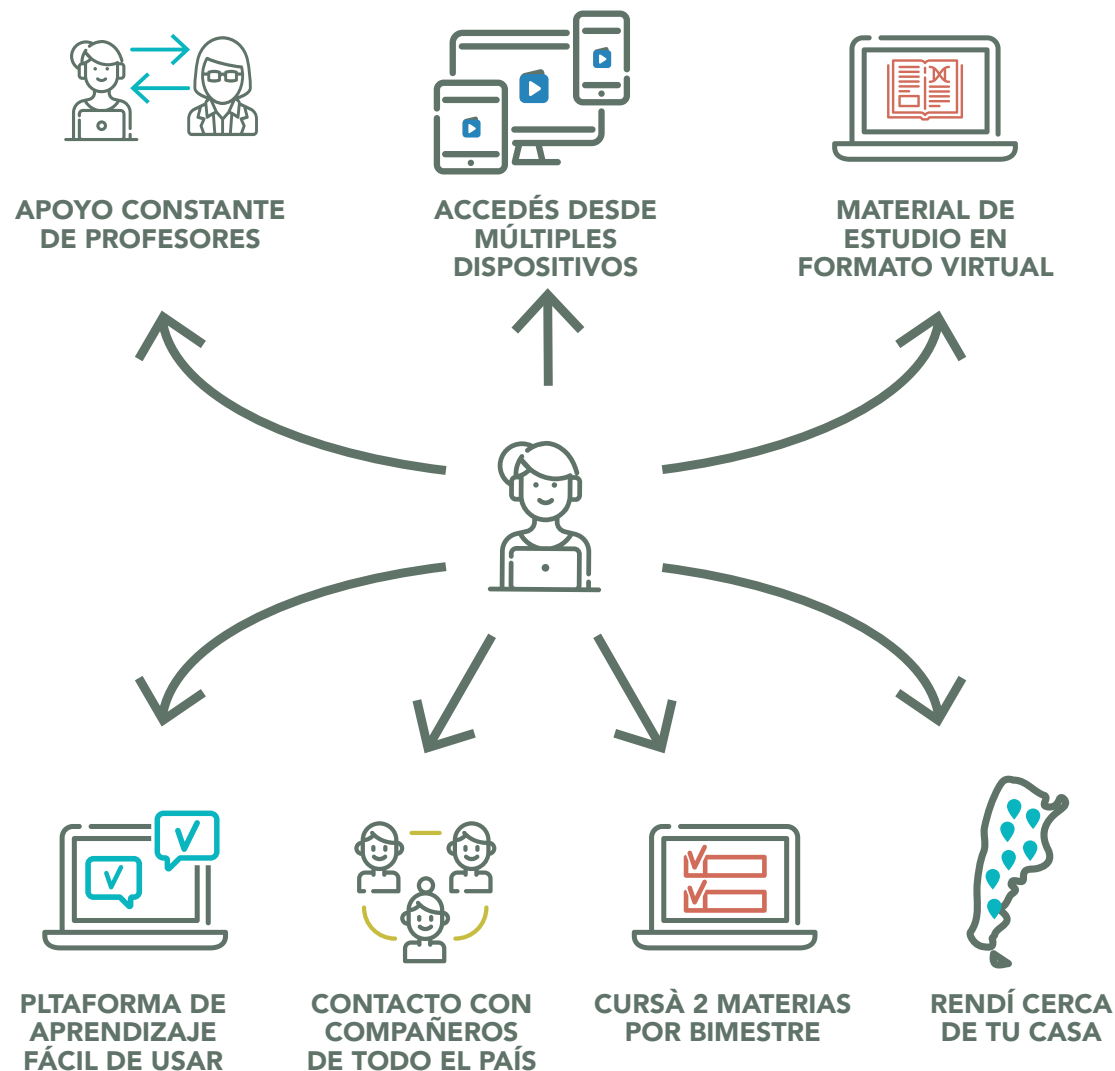 APOYO CONSTANTE
DE PROFESORES
ACCEDÉS DESDE
MÚLTIPLES
DISPOSITIVOS
MATERIAL DE
ESTUDIO EN
FORMATO VIRTUAL
PLTAFORMA DE
APRENDIZAJE
FÁCIL DE USAR
CONTACTO CON
COMPAÑEROS
DE TODO EL PAÍS
CURSÀ 2 MATERIAS
POR BIMESTRE
RENDÍ CERCA
DE TU CASA